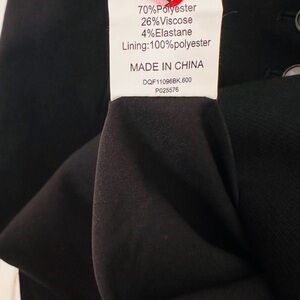 70%Polyester
26%Viscose
4%Elastane
Lining:100%polyester
MADE IN CHINA
DQF11096BK.600
P025576